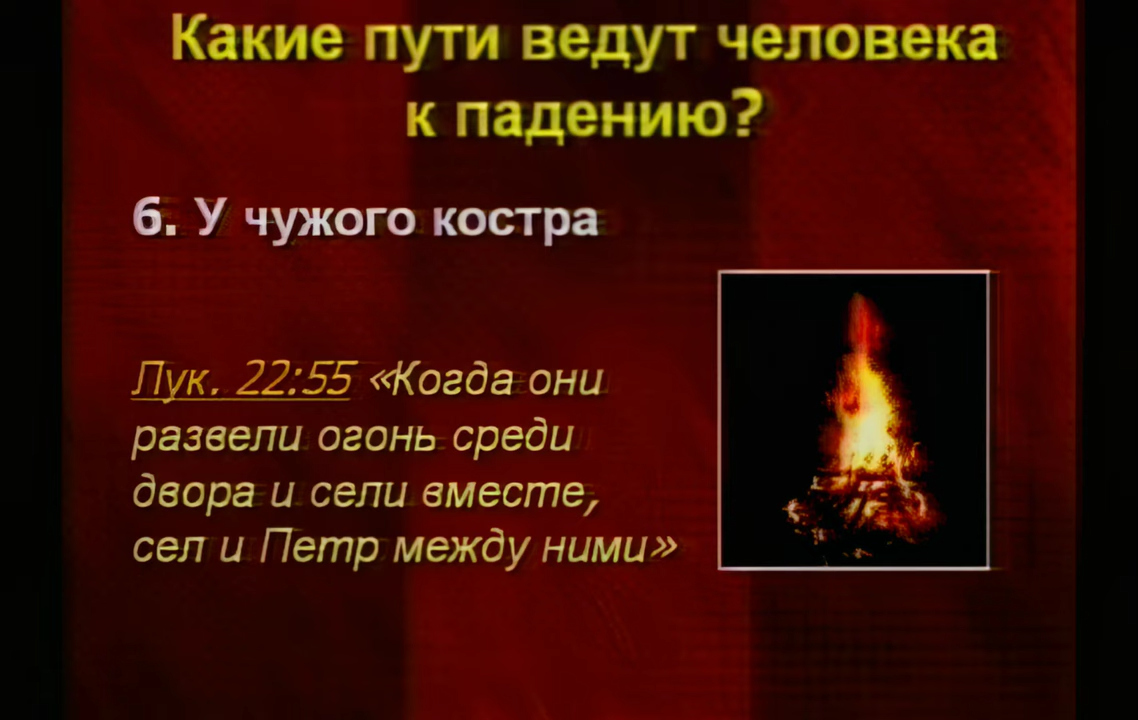 Какие пути ведут человека
к падению?
6. У чужого костра
Лук. 22:55 «Когда они
развели огонь среди
двора и сели вместе,
сел и Петр между ними»